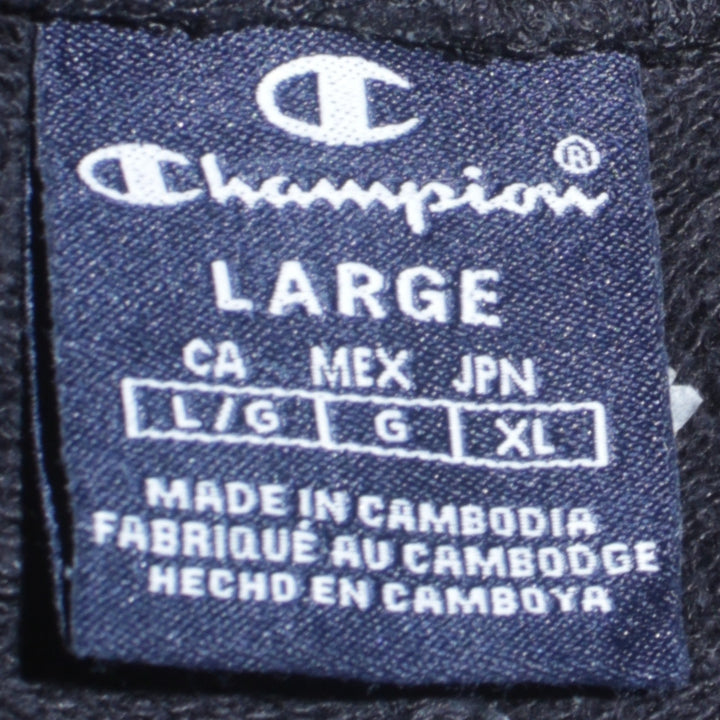 C
Champion®
LARGE
CA MEX JPN
L/G G XL
MADE IN CAMBODIA
FABRIQUÉ AU CAMBODGE
HECHO EN CAMBOYA